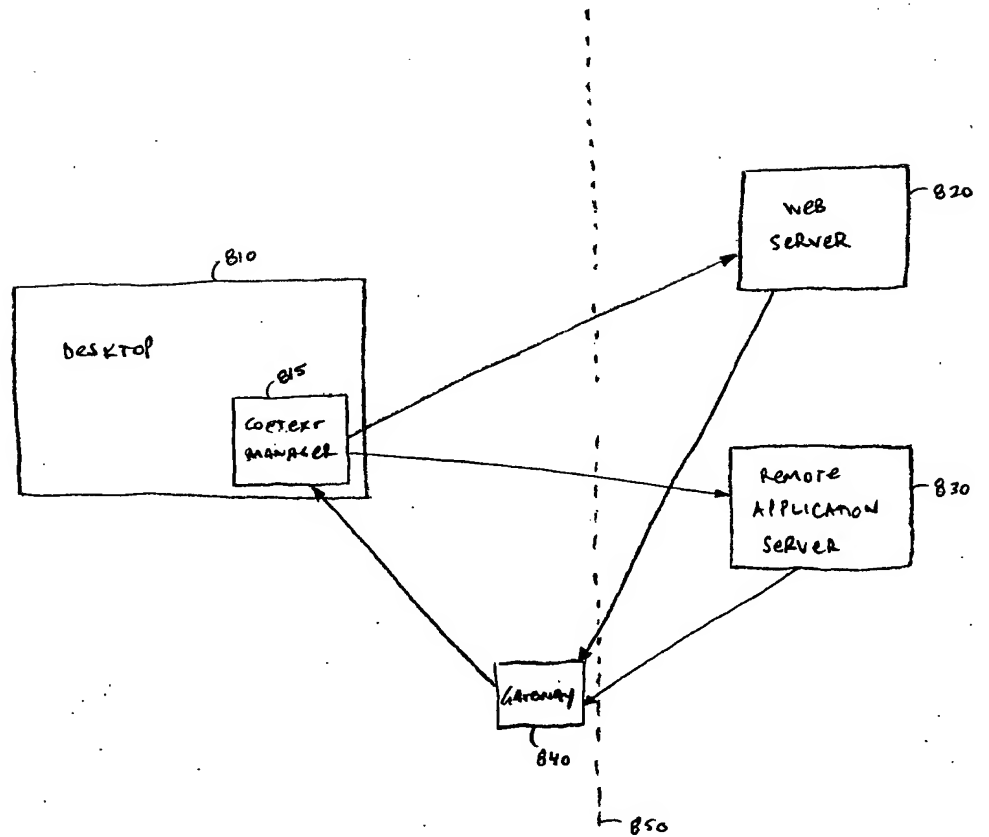 WEB
SERVER
820
810
DESKTOP
815
CONTEXT
MANAGER
REMOTE
APPLICATION
SERVER
830
GATEWAY
840
850